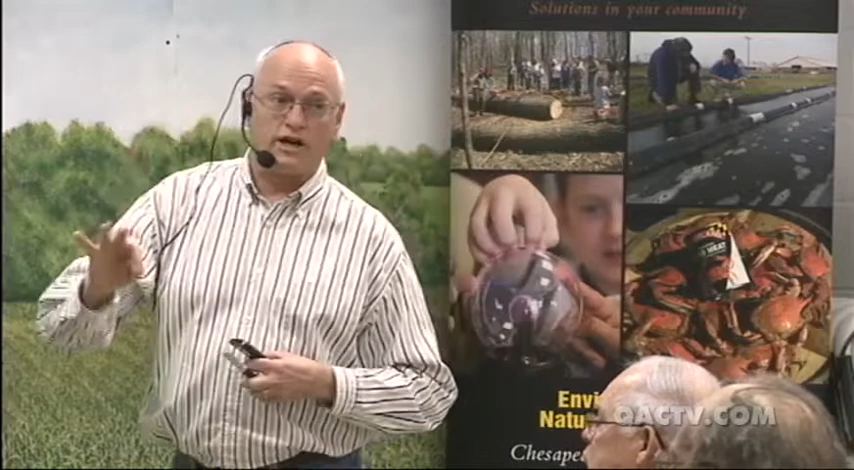 Solutions in your community
Envi
Natu
Chesape
QACTV.COM